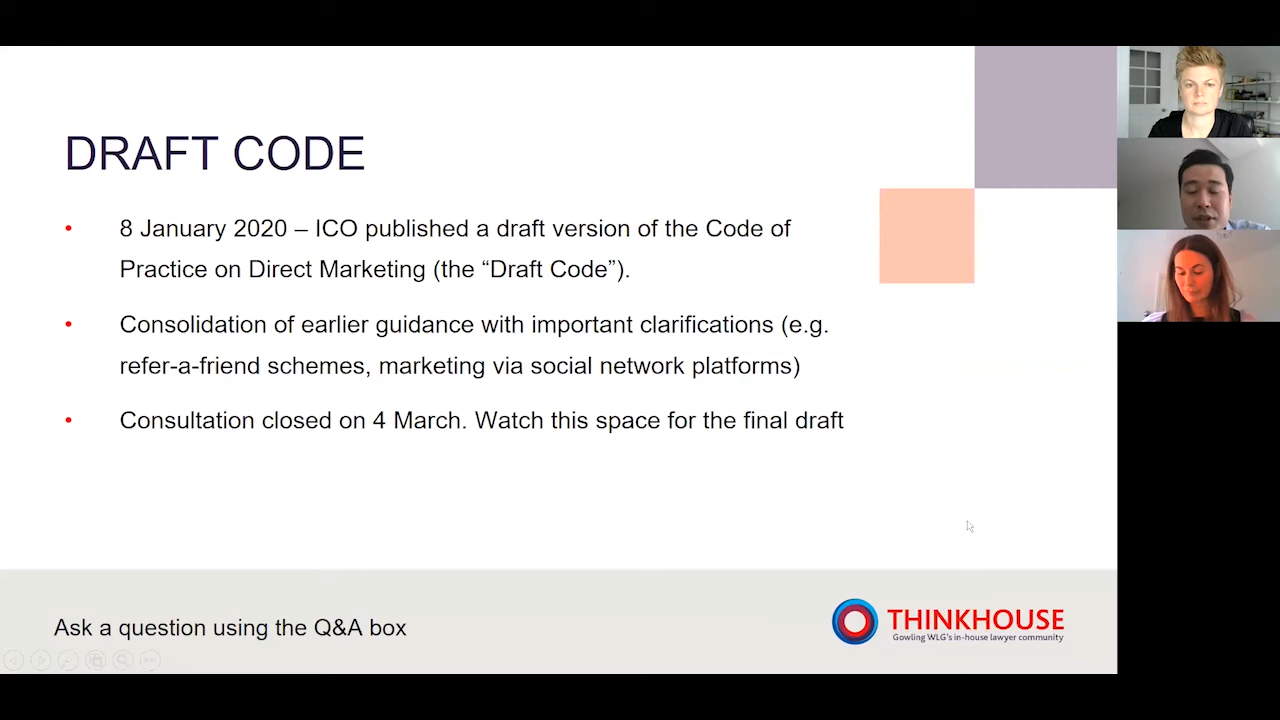 DRAFT CODE
• 8 January 2020 – ICO published a draft version of the Code of
Practice on Direct Marketing (the “Draft Code”).
• Consolidation of earlier guidance with important clarifications (e.g.
refer-a-friend schemes, marketing via social network platforms)
• Consultation closed on 4 March. Watch this space for the final draft
Ask a question using the Q&A box
THINKHOUSE
Gowling WLG's in-house lawyer community